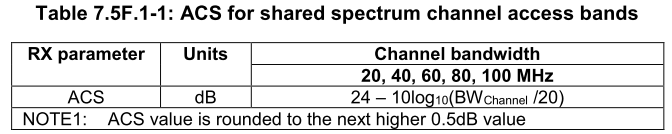 Table 7.5F.1-1: ACS for shared spectrum channel access bands
RX parameter Units Channel bandwidth
20, 40, 60, 80, 100 MHz
ACS dB 24 – 10log10(BWChannel /20)
NOTE1: ACS value is rounded to the next higher 0.5dB value